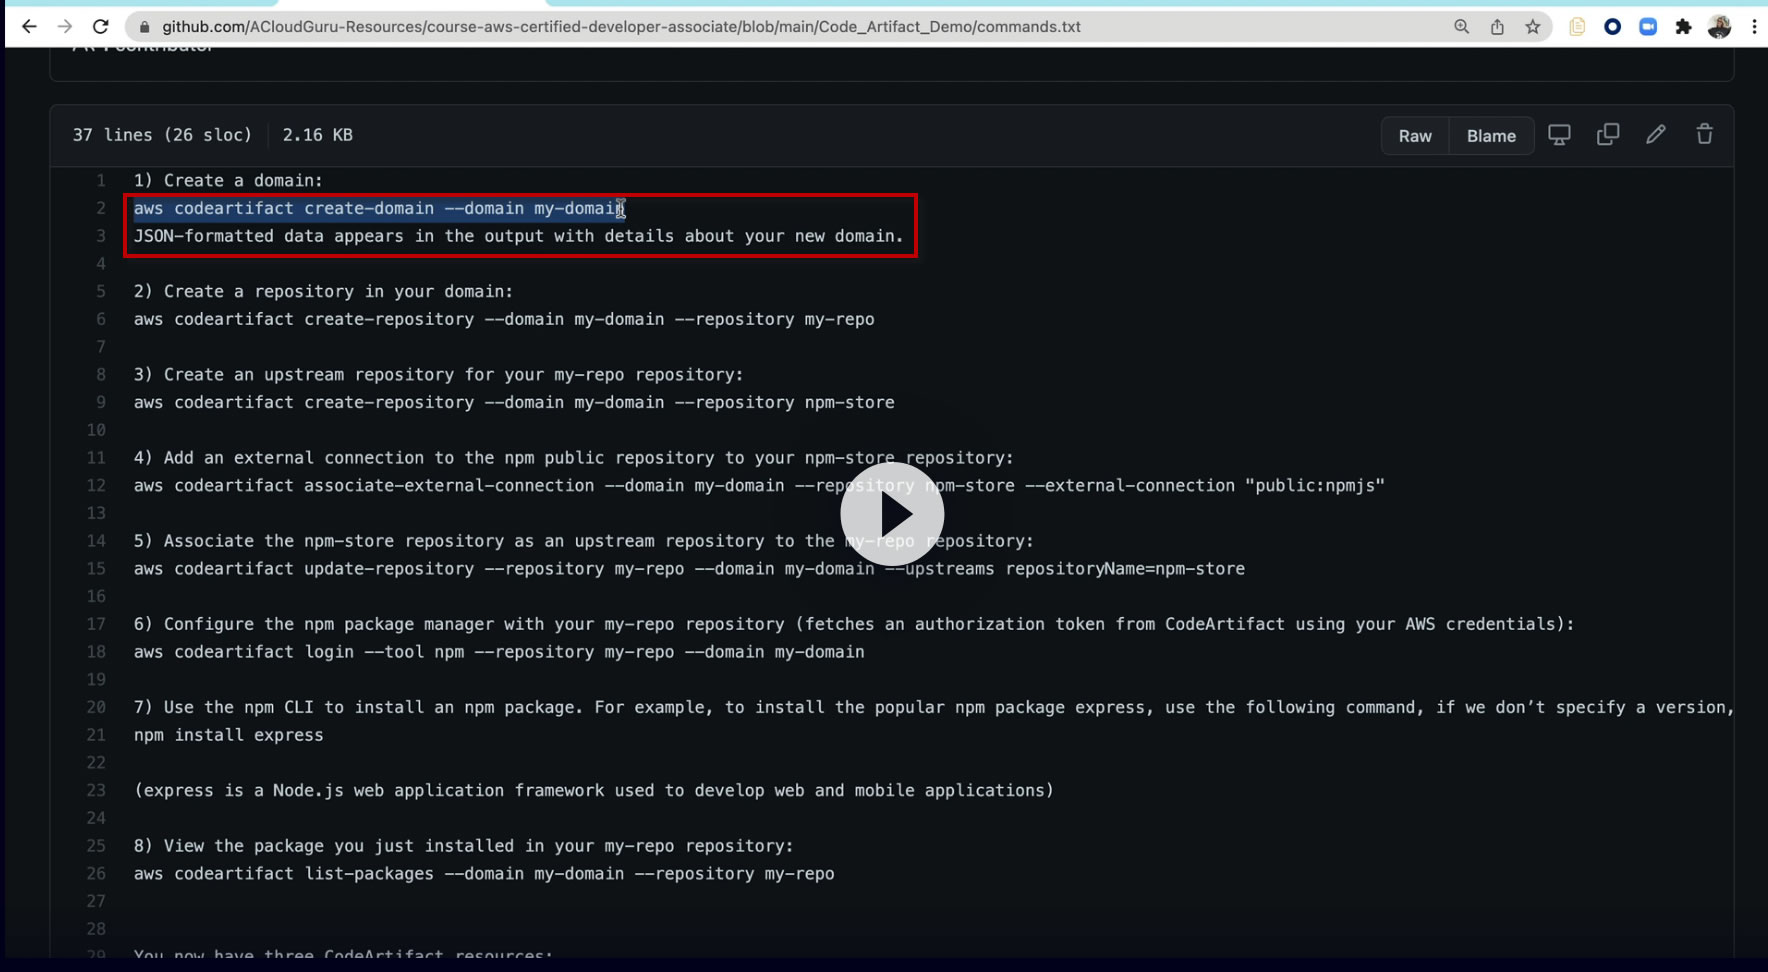 github.com/ACloudGuru-Resources/course-aws-certified-developer-associate/blob/main/Code_Artifact_Demo/commands.txt
37 lines (26 sloc) 2.16 KB
Raw Blame
1 1) Create a domain:
2 aws codeartifact create-domain --domain my-domain
3 JSON-formatted data appears in the output with details about your new domain.
4
5 2) Create a repository in your domain:
6 aws codeartifact create-repository --domain my-domain --repository my-repo
7
8 3) Create an upstream repository for your my-repo repository:
9 aws codeartifact create-repository --domain my-domain --repository npm-store
10
11 4) Add an external connection to the npm public repository to your npm-store repository:
12 aws codeartifact associate-external-connection --domain my-domain --repository npm-store --external-connection "public:npmjs"
13
14 5) Associate the npm-store repository as an upstream repository to the my-repo repository:
15 aws codeartifact update-repository --repository my-repo --domain my-domain --upstreams repositoryName=npm-store
16
17 6) Configure the npm package manager with your my-repo repository (fetches an authorization token from CodeArtifact using your AWS credentials):
18 aws codeartifact login --tool npm --repository my-repo --domain my-domain
19
20 7) Use the npm CLI to install an npm package. For example, to install the popular npm package express, use the following command, if we don’t specify a version,
21 npm install express
22
23 (express is a Node.js web application framework used to develop web and mobile applications)
24
25 8) View the package you just installed in your my-repo repository:
26 aws codeartifact list-packages --domain my-domain --repository my-repo
27
28
29 You now have three CodeArtifact resources: